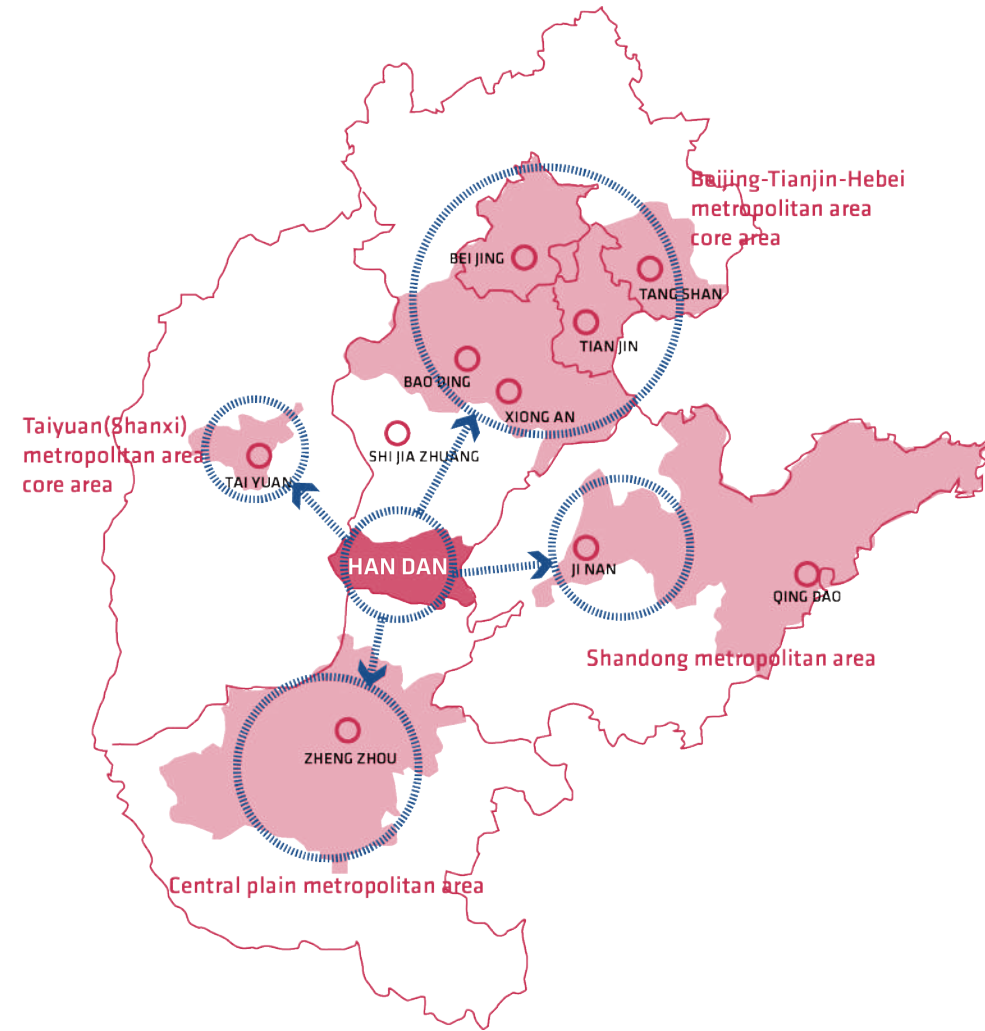 Beijing-Tianjin-Hebei
metropolitan area
core area
BEI JING
TANG SHAN
TIAN JIN
BAO DING
XIONG AN
Taiyuan(Shanxi)
metropolitan area
core area
SHI JIA ZHUANG
TAI YUAN
HAN DAN
JI NAN
QING DAO
Shandong metropolitan area
ZHENG ZHOU
Central plain metropolitan area